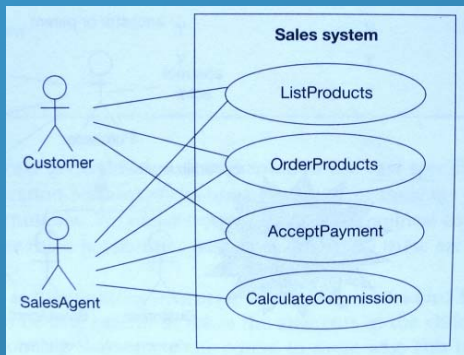 Sales system
ListProducts
Customer
OrderProducts
AcceptPayment
SalesAgent
CalculateCommission